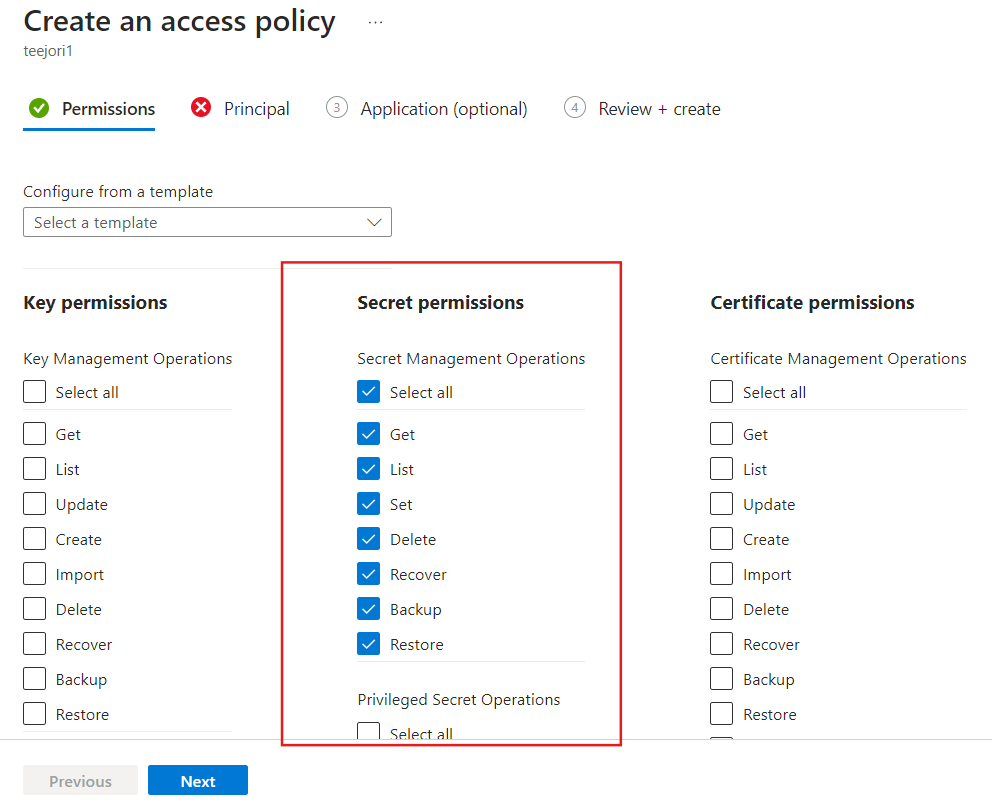 Create an access policy ...
teejori1
Permissions Principal 3 Application (optional) 4 Review + create
Configure from a template
Select a template
Key permissions
Key Management Operations
Select all
Get
List
Update
Create
Import
Delete
Recover
Backup
Restore
Secret permissions
Secret Management Operations
Select all
Get
List
Set
Delete
Recover
Backup
Restore
Privileged Secret Operations
Select all
Certificate permissions
Certificate Management Operations
Select all
Get
List
Update
Create
Import
Delete
Recover
Backup
Restore
Previous Next